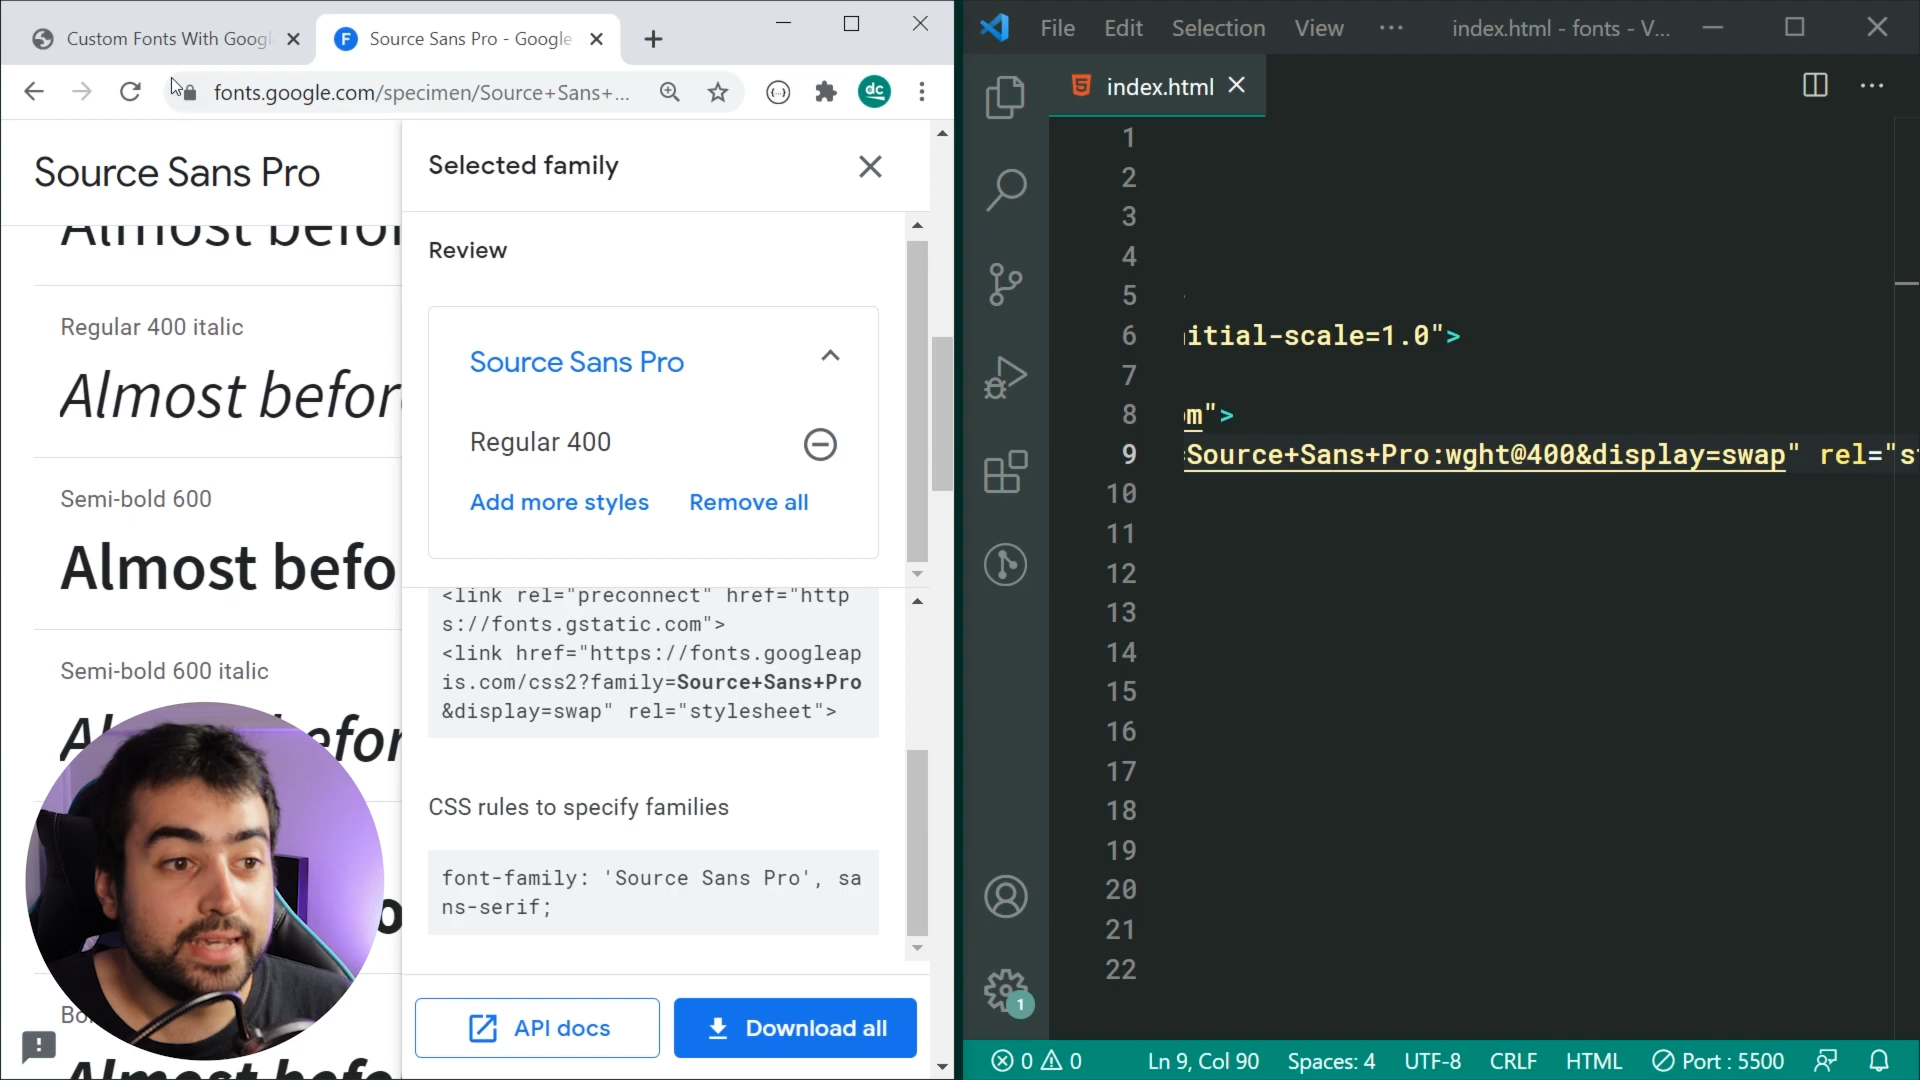 Custom Fonts With Googl
Source Sans Pro - Google
fonts.google.com/specimen/Source+Sans+...
dc
Source Sans Pro
Almost befor
Regular 400 italic
Almost befor
Semi-bold 600
Almost befo
Semi-bold 600 italic
Selected family
Review
Source Sans Pro
Regular 400
Add more styles
Remove all
<link rel="preconnect" href="http
s://fonts.gstatic.com">
<link href="https://fonts.googleap
is.com/css2?family=Source+Sans+Pro
&display=swap" rel="stylesheet">
CSS rules to specify families
font-family: 'Source Sans Pro', sa
ns-serif;
API docs
Download all
File Edit Selection View ... index.html - fonts - V...
index.html
1
2
3
4
5
6 nitial-scale=1.0">
7
8 om">
9 =Source+Sans+Pro:wght@400&display=swap" rel="s
10
11
12
13
14
15
16
17
18
19
20
21
22
1
0 0 Ln 9, Col 90 Spaces: 4 UTF-8 CRLF HTML Port : 5500